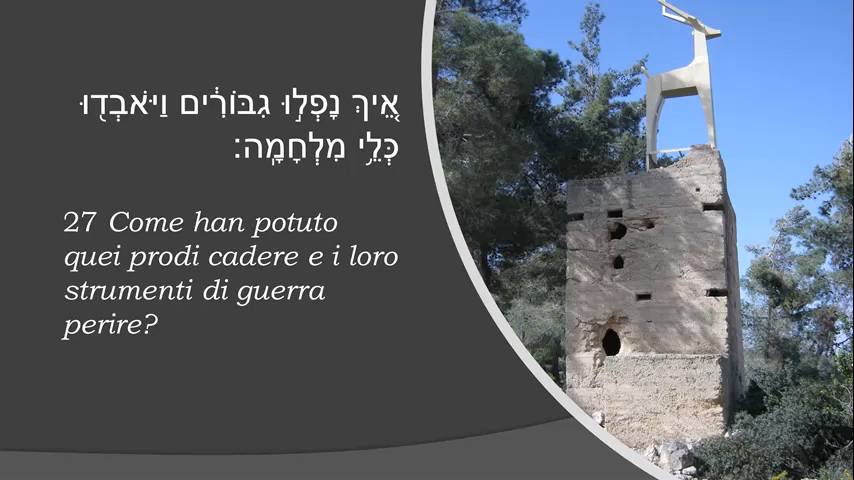 אֵ֚יךְ נָפְל֣וּ גִבּוֹרִ֔ים וַיֹּאבְד֖וּ
כְּלֵ֥י מִלְחָמָֽה׃
27 Come han potuto
quei prodi cadere e i loro
strumenti di guerra
perire?